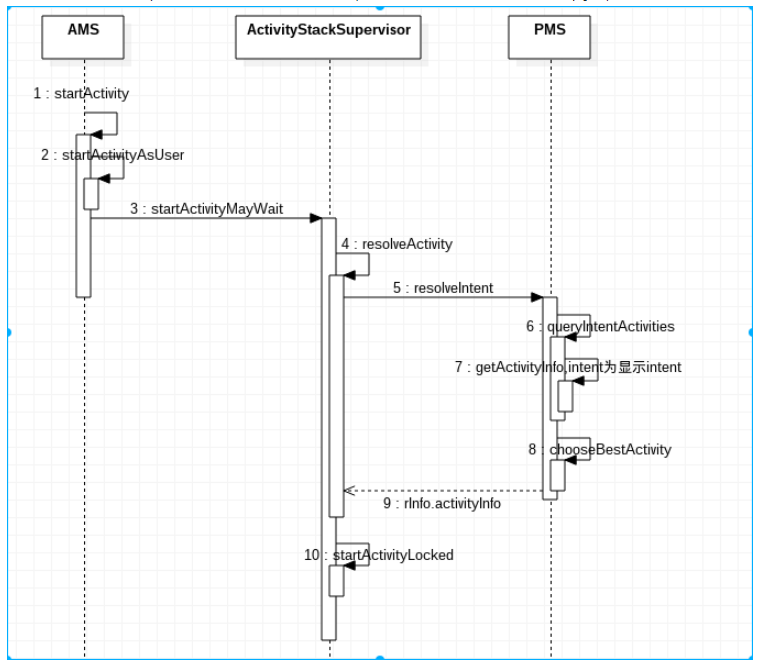 AMS
ActivityStackSupervisor
PMS
1 : startActivity
2 : startActivityAsUser
3 : startActivityMayWait
4 : resolveActivity
5 : resolveIntent
6 : queryIntentActivities
7 : getActivityInfo,intent为显示intent
8 : chooseBestActivity
9 : rInfo.activityInfo
10 : startActivityLocked